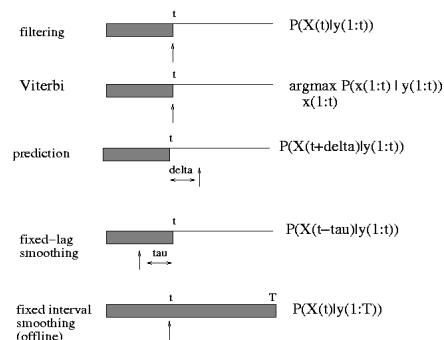 t
filtering P(X(t)|y(1:t))
t
Viterbi argmax P(x(1:t) | y(1:t))
x(1:t)
t
prediction P(X(t+delta)|y(1:t))
delta
t
fixed-lag P(X(t-tau)|y(1:t))
smoothing tau
t T
fixed interval P(X(t)|y(1:T))
smoothing
(offline)